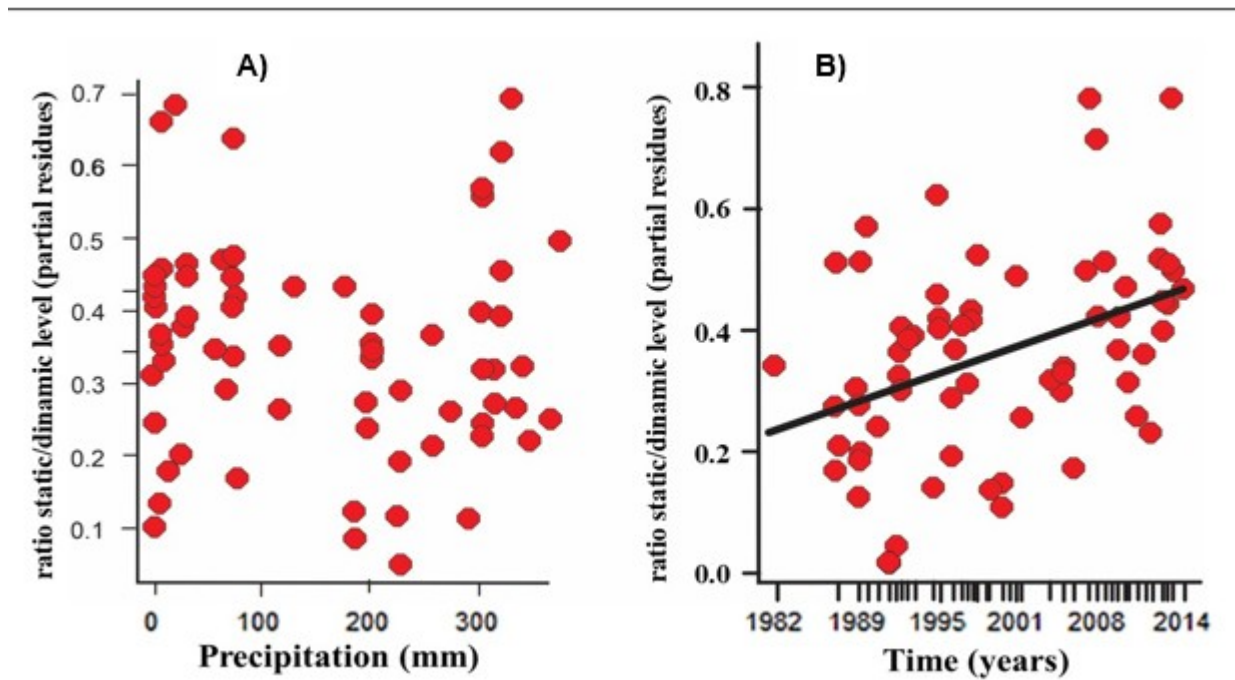 A)
ratio static/dinamic level (partial residues)
0.7
0.6
0.5
0.4
0.3
0.2
0.1
0 100 200 300
Precipitation (mm)
B)
ratio static/dinamic level (partial residues)
0.8
0.6
0.4
0.2
0.0
1982 1989 1995 2001 2008 2014
Time (years)